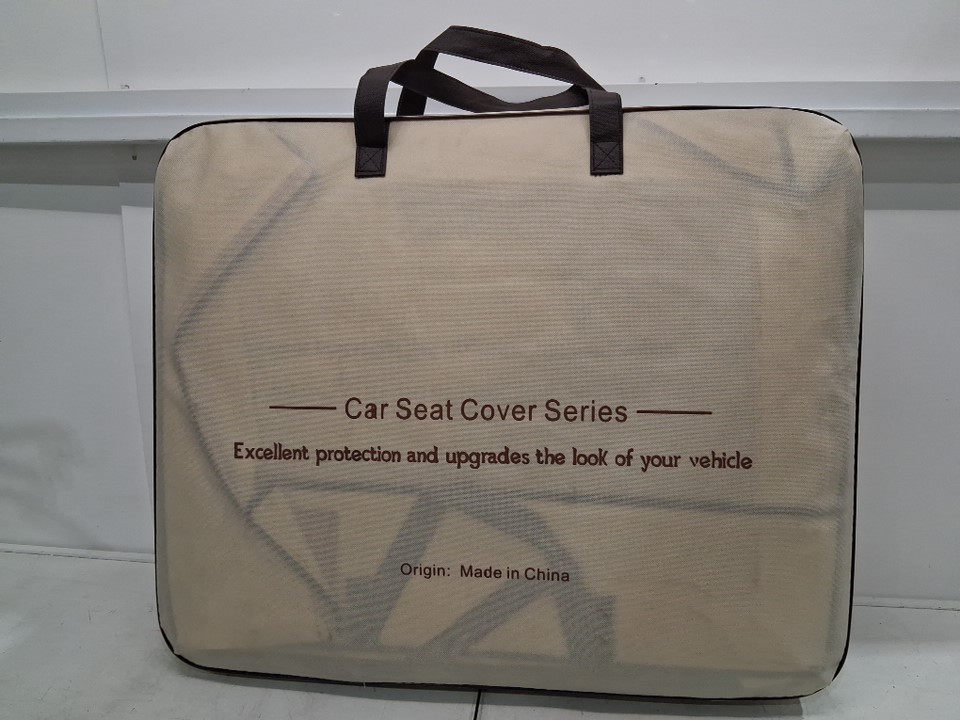 Car Seat Cover Series
Excellent protection and upgrades the look of your vehicle
Origin: Made in China